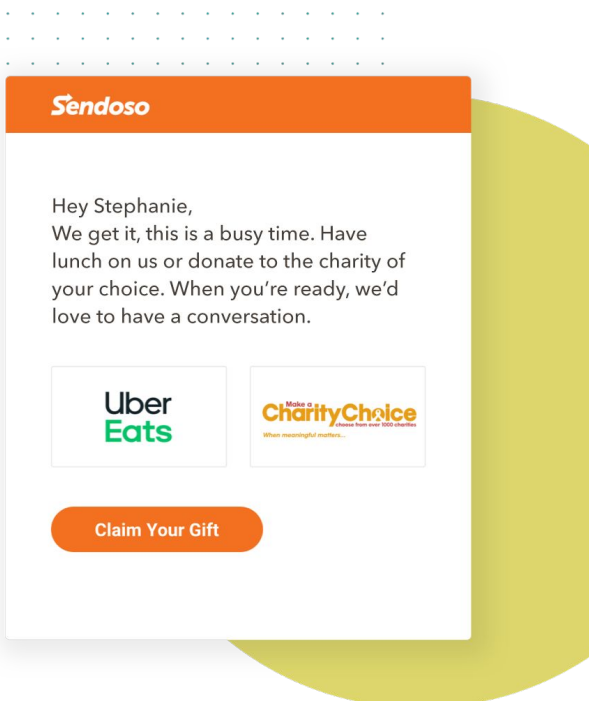 Sendoso
Hey Stephanie,
We get it, this is a busy time. Have
lunch on us or donate to the charity of
your choice. When you’re ready, we’d
love to have a conversation.
Uber
Eats
Make a
CharityChoice
choose from over 1000 charities
When meaningful matters...
Claim Your Gift